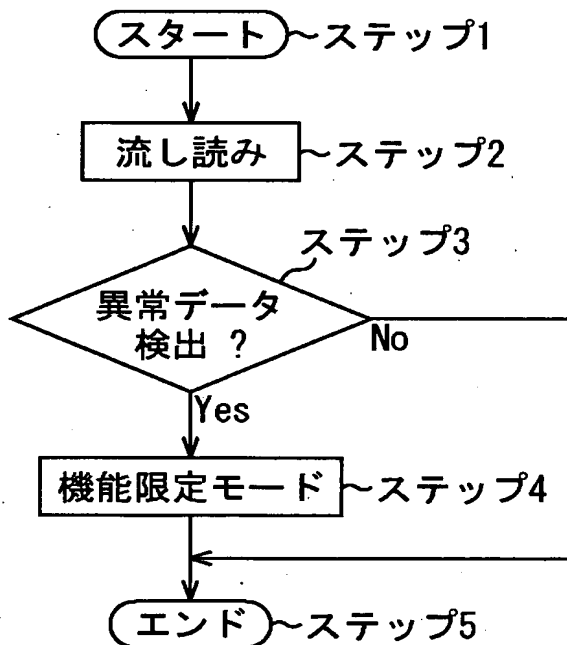 スタート ～ステップ1
流し読み ～ステップ2
ステップ3
異常データ
検出 ?
No
Yes
機能限定モード ～ステップ4
エンド ～ステップ5